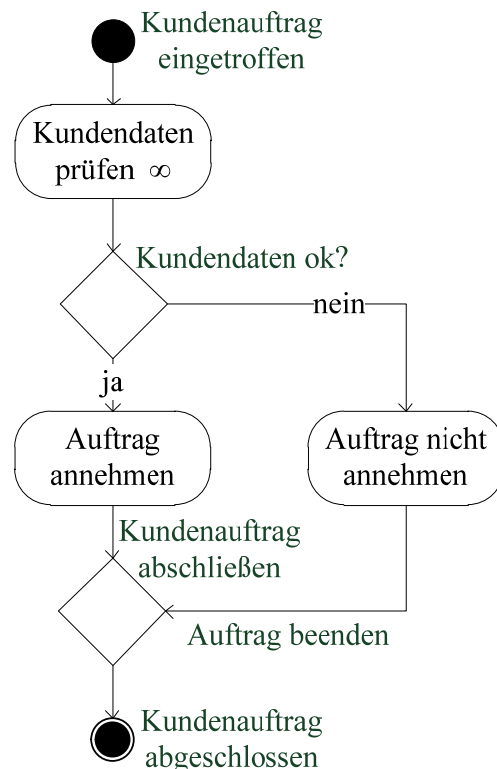 Kundenauftrag
eingetroffen
Kundendaten
prüfen ∞
Kundendaten ok?
nein
ja
Auftrag
annehmen
Auftrag nicht
annehmen
Kundenauftrag
abschließen
Auftrag beenden
Kundenauftrag
abgeschlossen